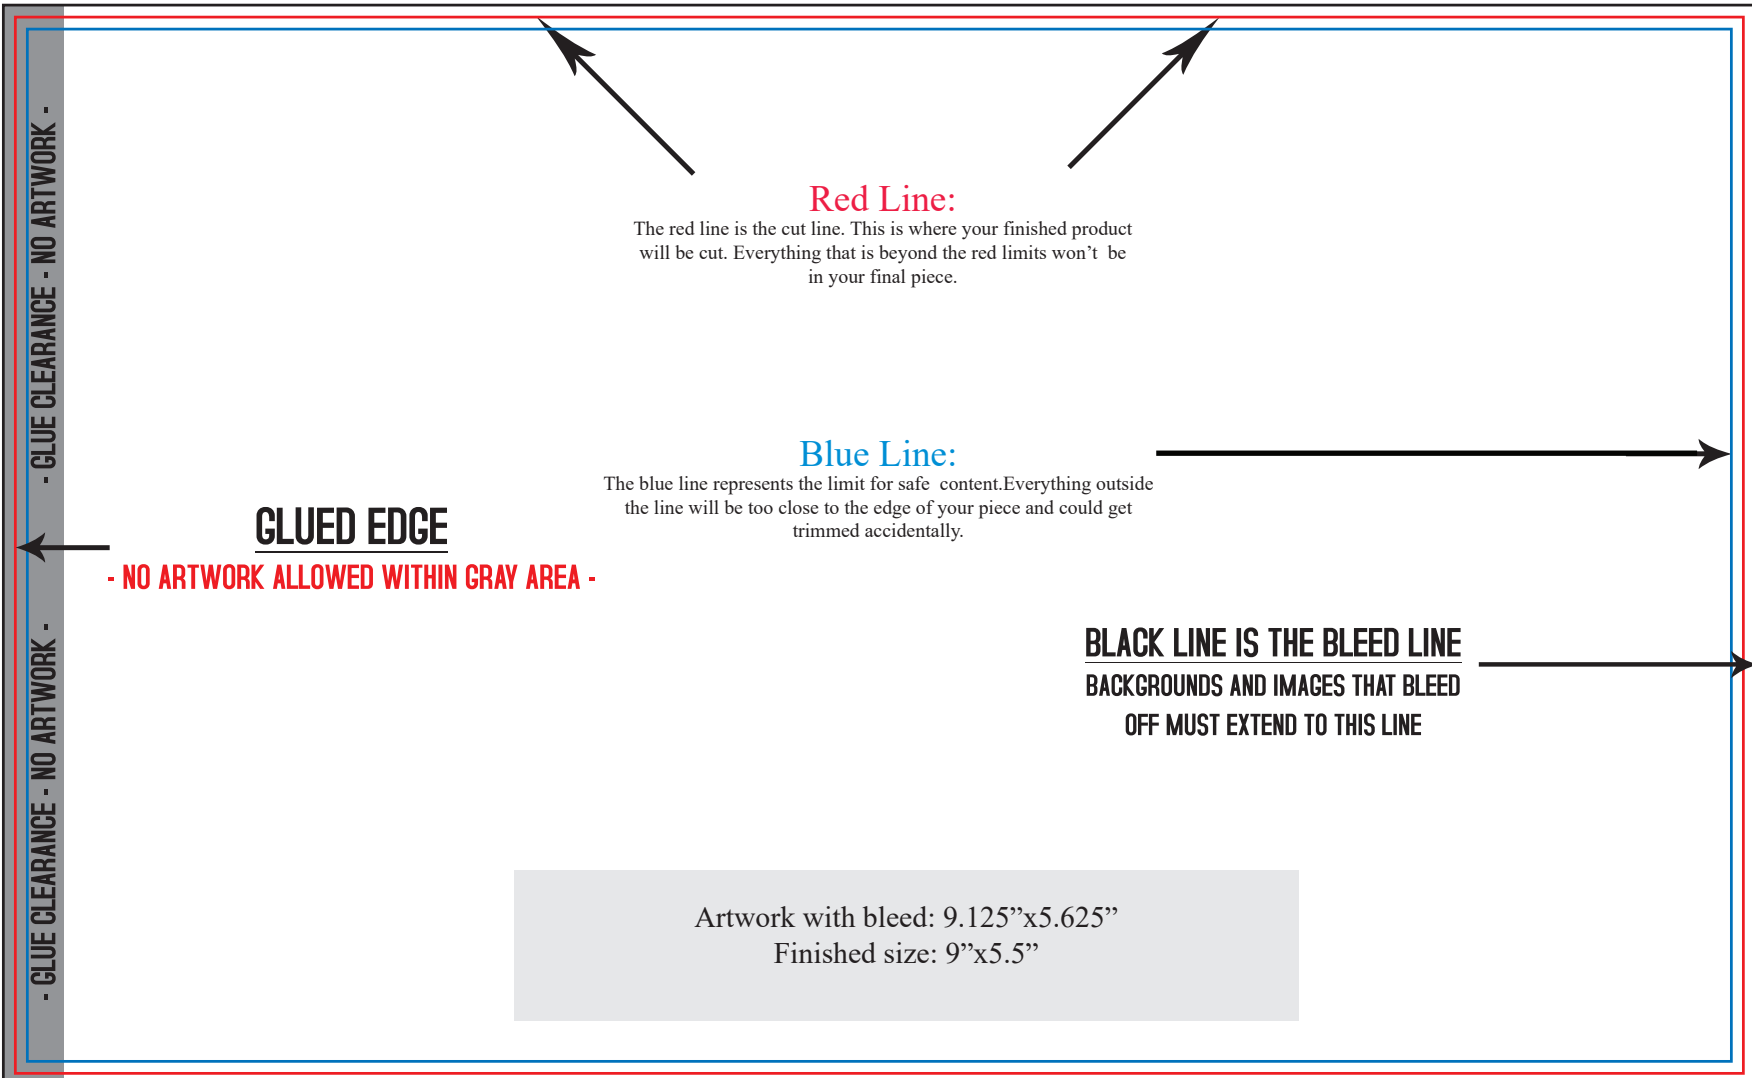 - GLUE CLEARANCE - NO ARTWORK -
Red Line:
The red line is the cut line. This is where your finished product
will be cut. Everything that is beyond the red limits won’t  be
in your final piece.
Blue Line:
The blue line represents the limit for safe  content.Everything outside
the line will be too close to the edge of your piece and could get
trimmed accidentally.
GLUED EDGE
- NO ARTWORK ALLOWED WITHIN GRAY AREA -
- GLUE CLEARANCE - NO ARTWORK -
BLACK LINE IS THE BLEED LINE
BACKGROUNDS AND IMAGES THAT BLEED
OFF MUST EXTEND TO THIS LINE
Artwork with bleed: 9.125”x5.625”
Finished size: 9”x5.5”